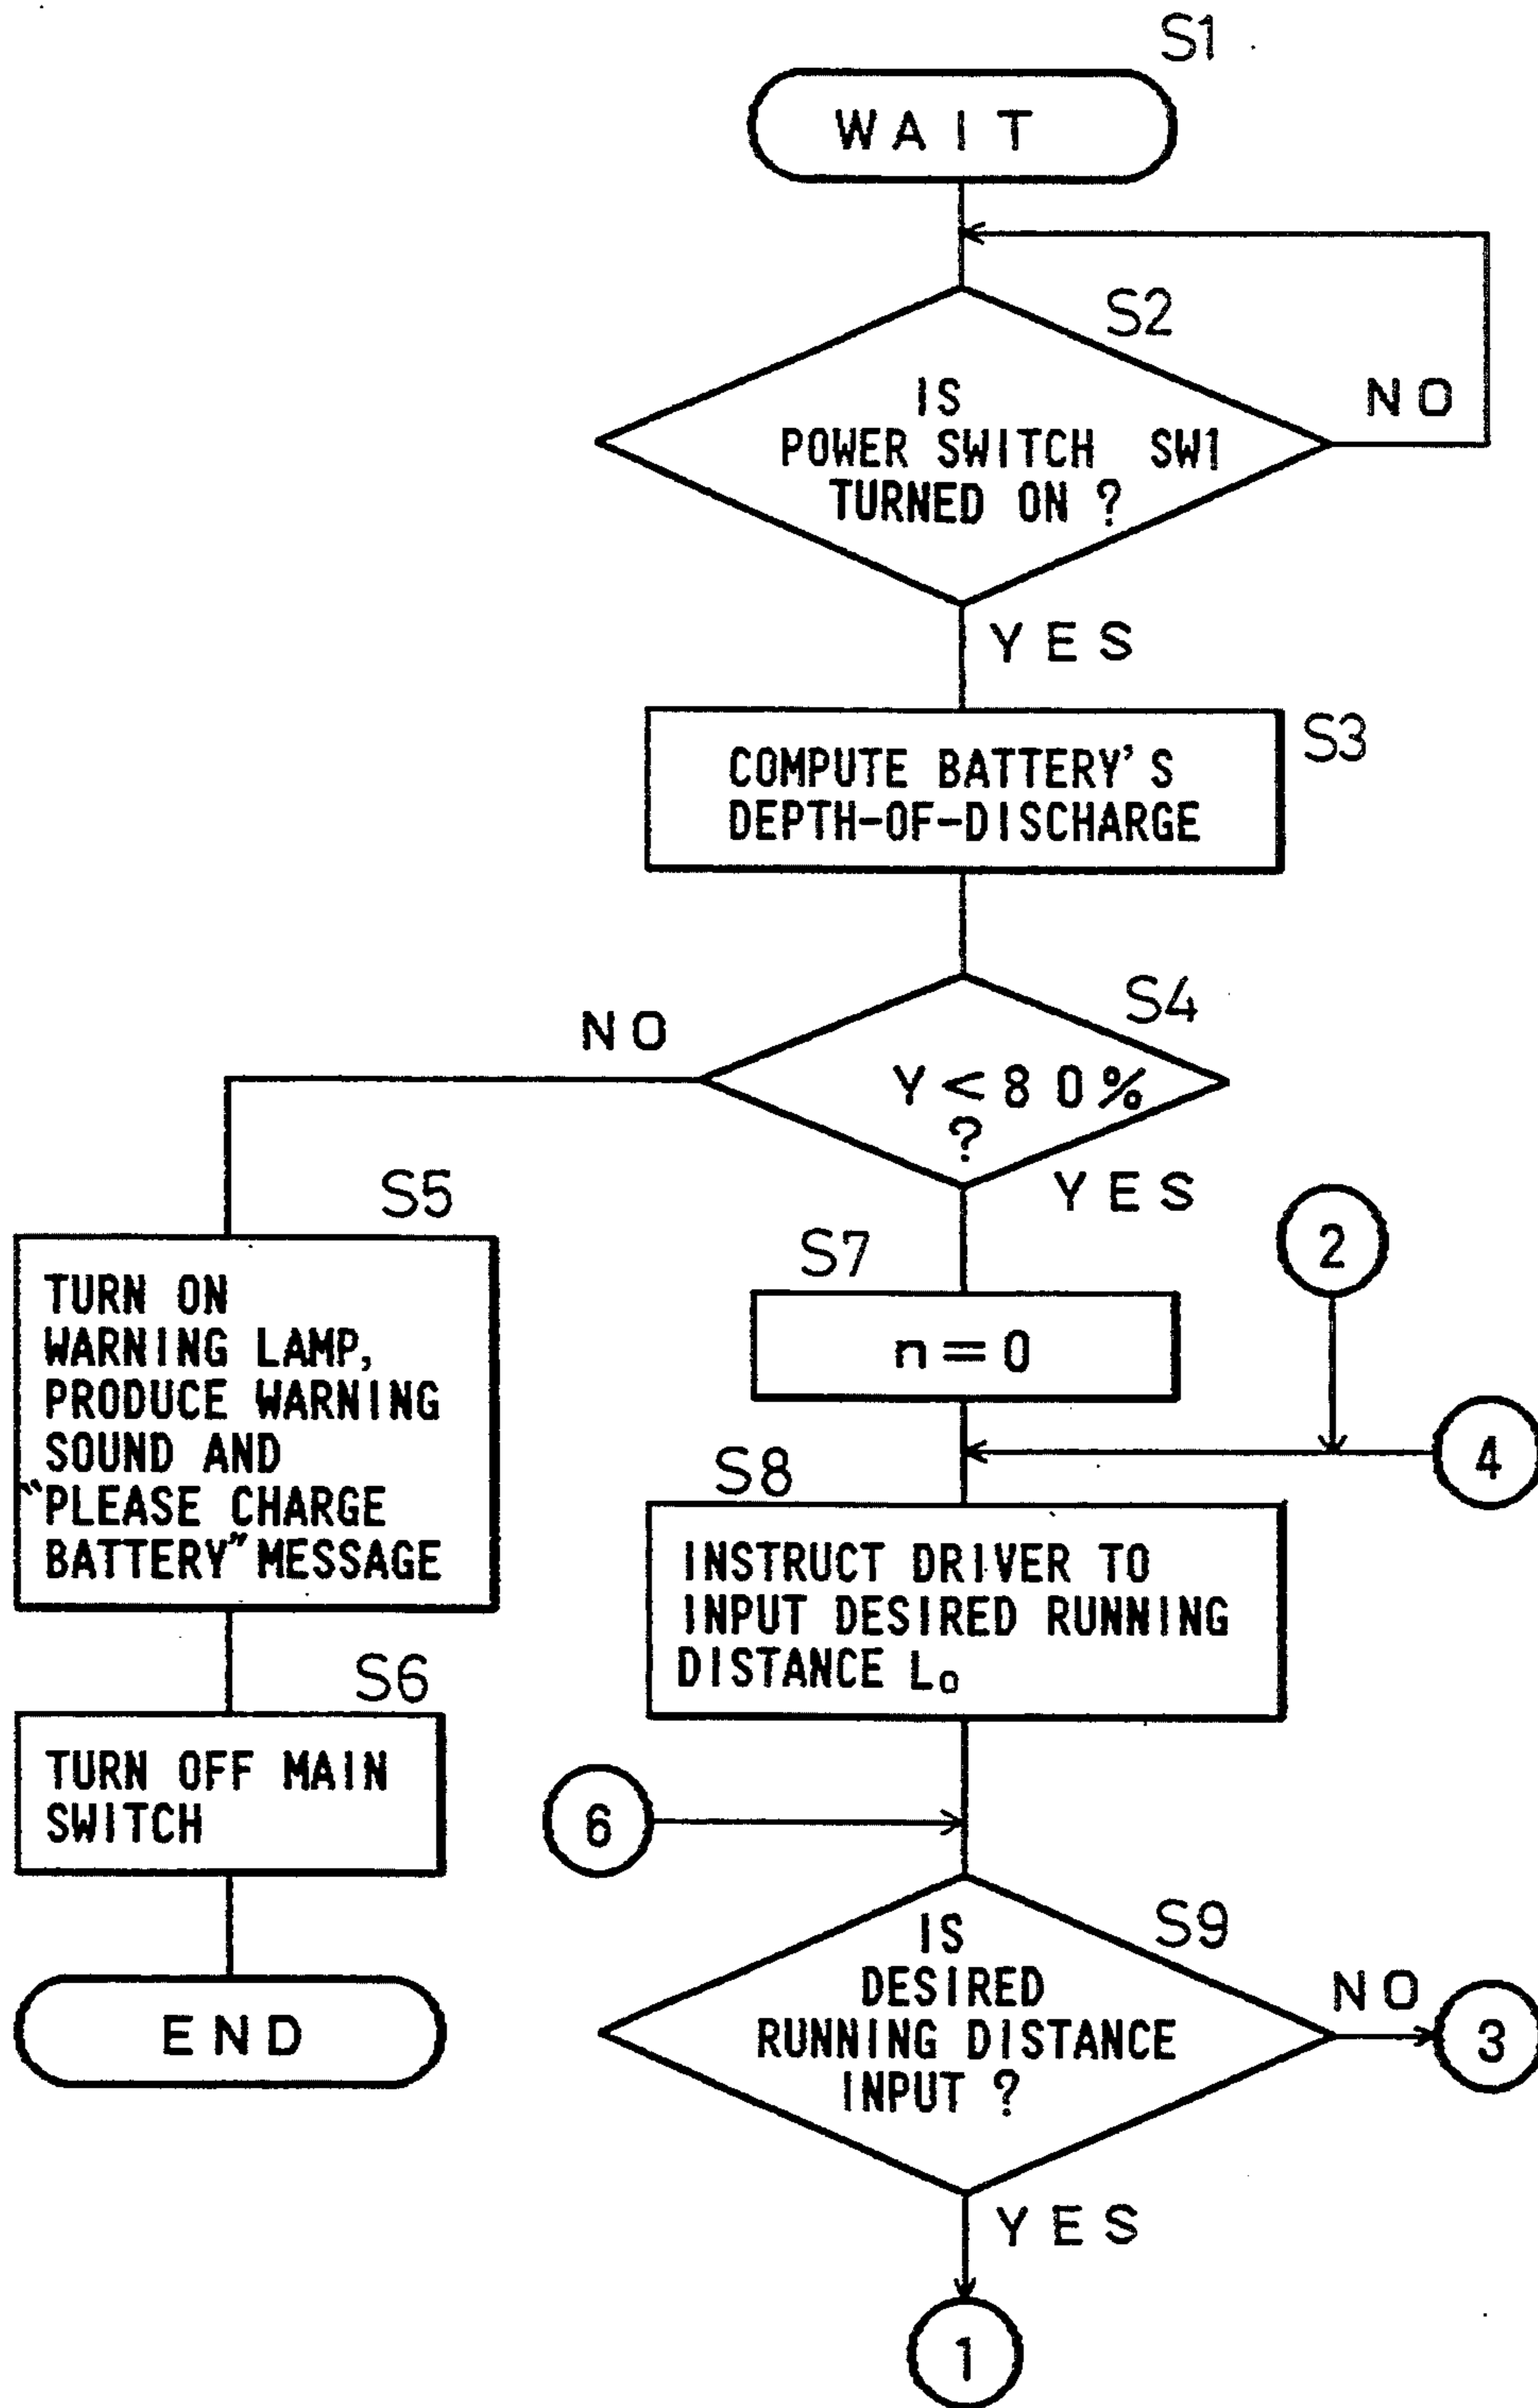 S1
WAIT
S2
IS
POWER SWITCH SW1
TURNED ON ?
NO
YES
S3
COMPUTE BATTERY'S
DEPTH-OF-DISCHARGE
S4
Y<80%
?
NO
YES
S5
TURN ON
WARNING LAMP,
PRODUCE WARNING
SOUND AND
"PLEASE CHARGE
BATTERY" MESSAGE
S6
TURN OFF MAIN
SWITCH
END
S7
n=0
2
4
S8
INSTRUCT DRIVER TO
INPUT DESIRED RUNNING
DISTANCE L₀
6
S9
IS
DESIRED
RUNNING DISTANCE
INPUT ?
NO
3
YES
1